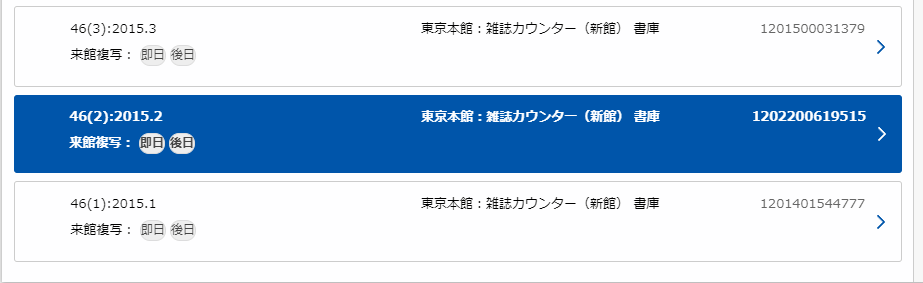 46(3):2015.3 東京本館：雑誌カウンター（新館） 書庫 1201500031379
来館複写： 即日 後日
46(2):2015.2 東京本館：雑誌カウンター（新館） 書庫 1202200619515
来館複写： 即日 後日
46(1):2015.1 東京本館：雑誌カウンター（新館） 書庫 1201401544777
来館複写： 即日 後日